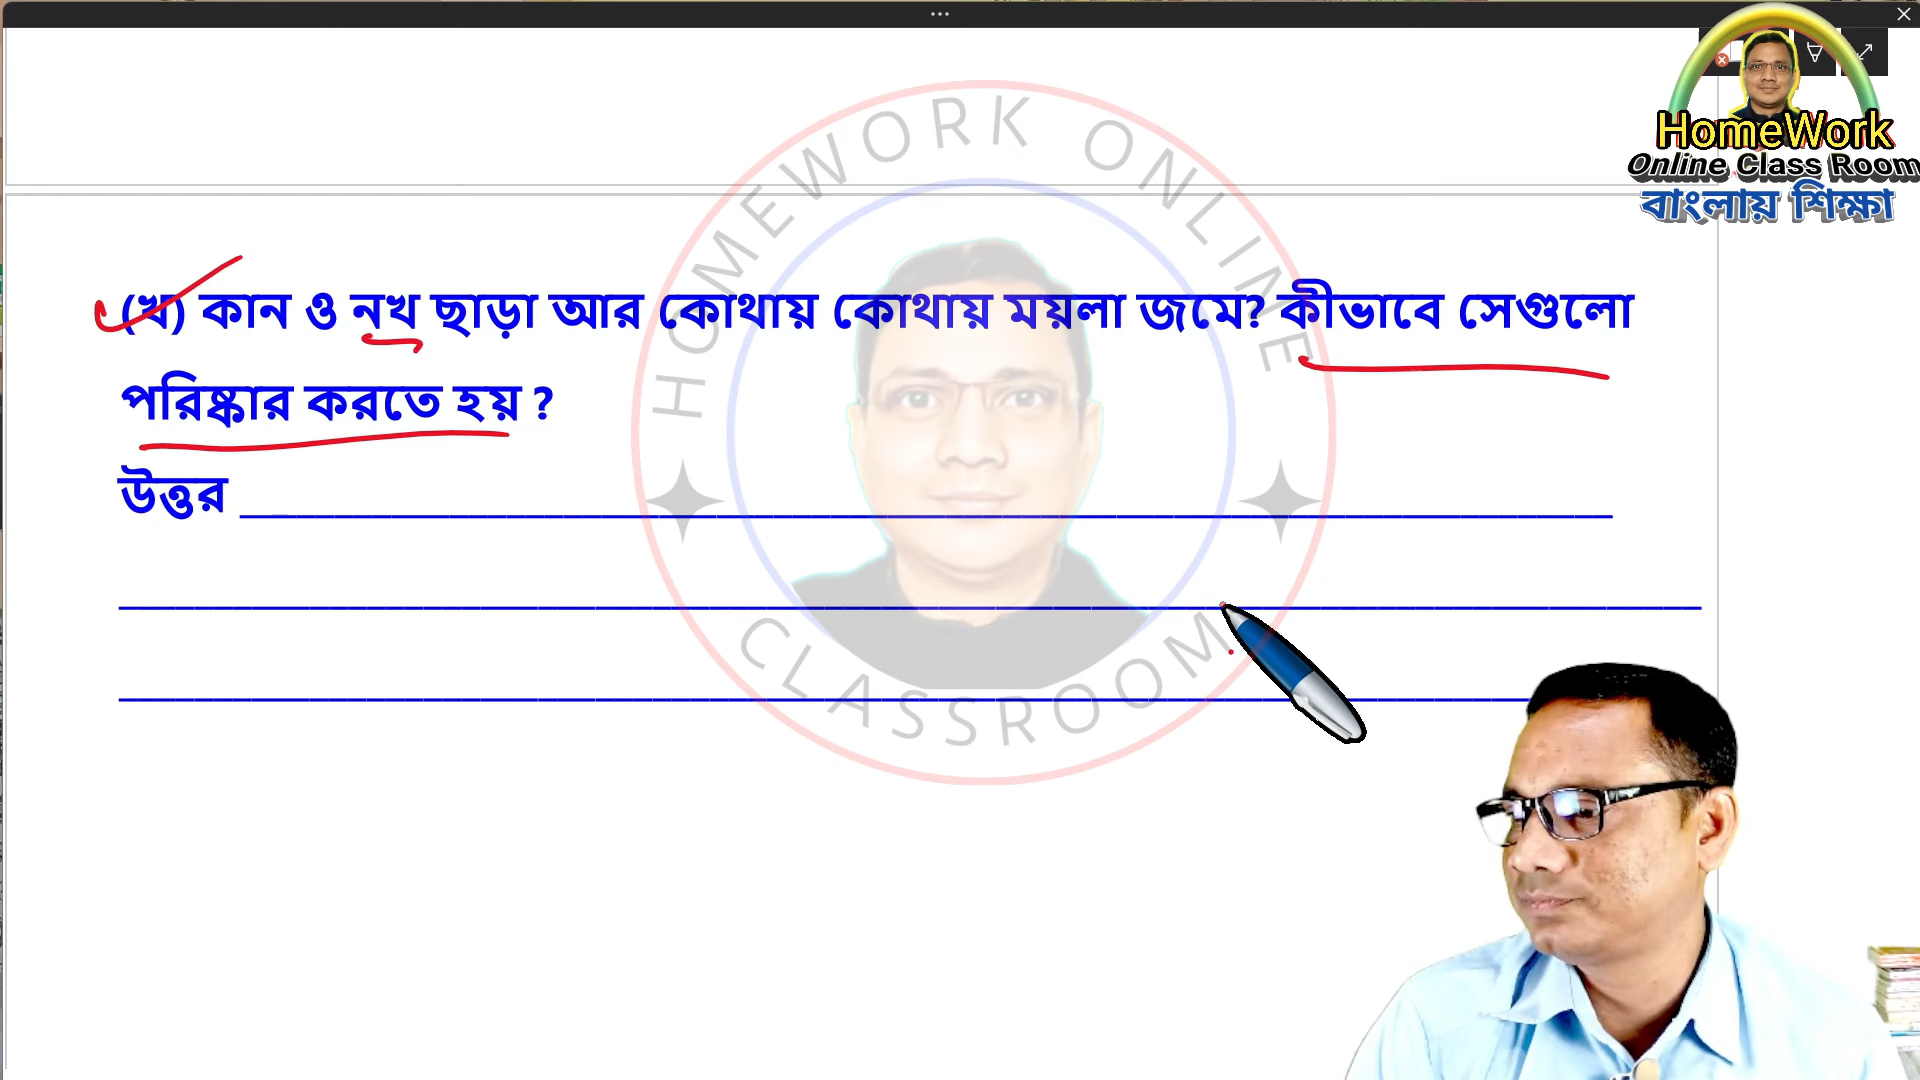 HomeWork
Online Class Room
বাংলায় শিক্ষা
HOMEWORK ONLINE
(খ) কান ও নখ ছাড়া আর কোথায় কোথায় ময়লা জমে? কীভাবে সেগুলো
পরিষ্কার করতে হয় ?
উত্তর
CLASSROOM